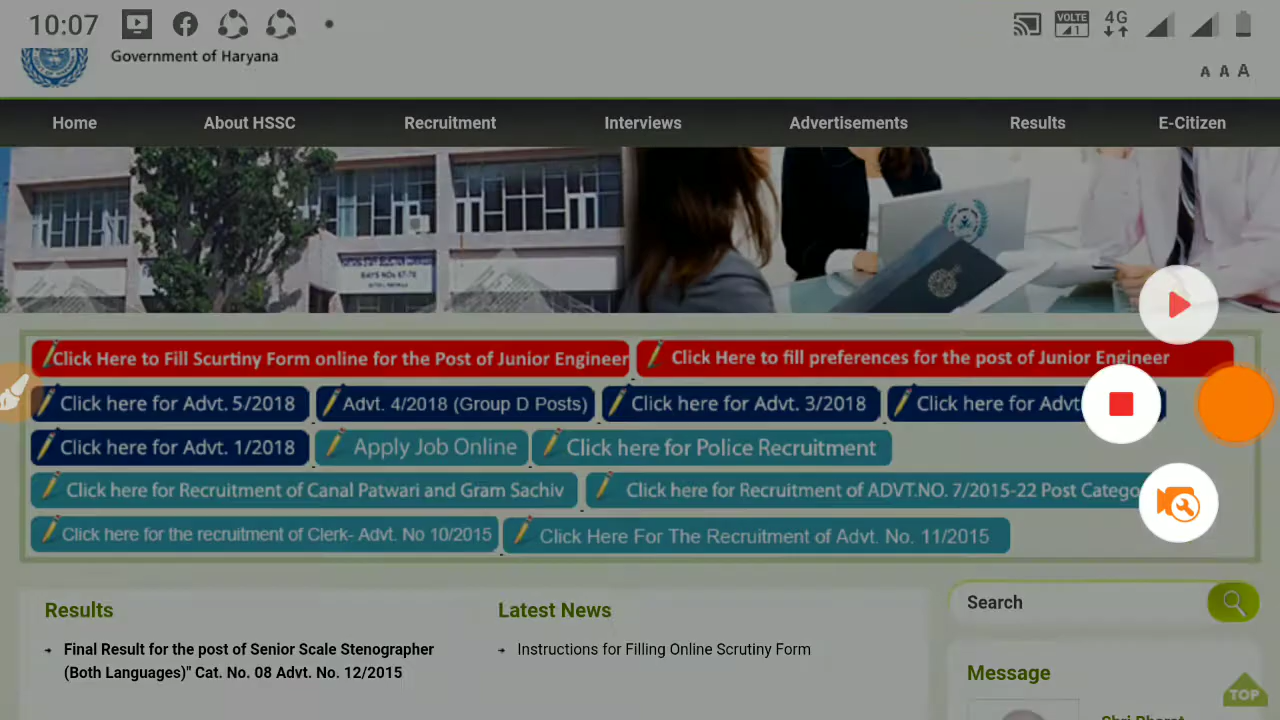 10:07
VOLTE
1
4G
Government of Haryana
A A A
Home About HSSC Recruitment Interviews Advertisements Results E-Citizen
BAYS NO. 67-70
Click Here to Fill Scurtiny Form online for the Post of Junior Engineer
Click Here to fill preferences for the post of Junior Engineer
Click here for Advt. 5/2018
Advt. 4/2018 (Group D Posts)
Click here for Advt. 3/2018
Click here for Advt
Click here for Advt. 1/2018
Apply Job Online
Click here for Police Recruitment
Click here for Recruitment of Canal Patwari and Gram Sachiv
Click here for Recruitment of ADVT.NO. 7/2015-22 Post Catego
Click here for the recruitment of Clerk- Advt. No 10/2015
Click Here For The Recruitment of Advt. No. 11/2015
Results
Final Result for the post of Senior Scale Stenographer
(Both Languages)" Cat. No. 08 Advt. No. 12/2015
Latest News
Instructions for Filling Online Scrutiny Form
Search
Message
Shri Bharat
TOP